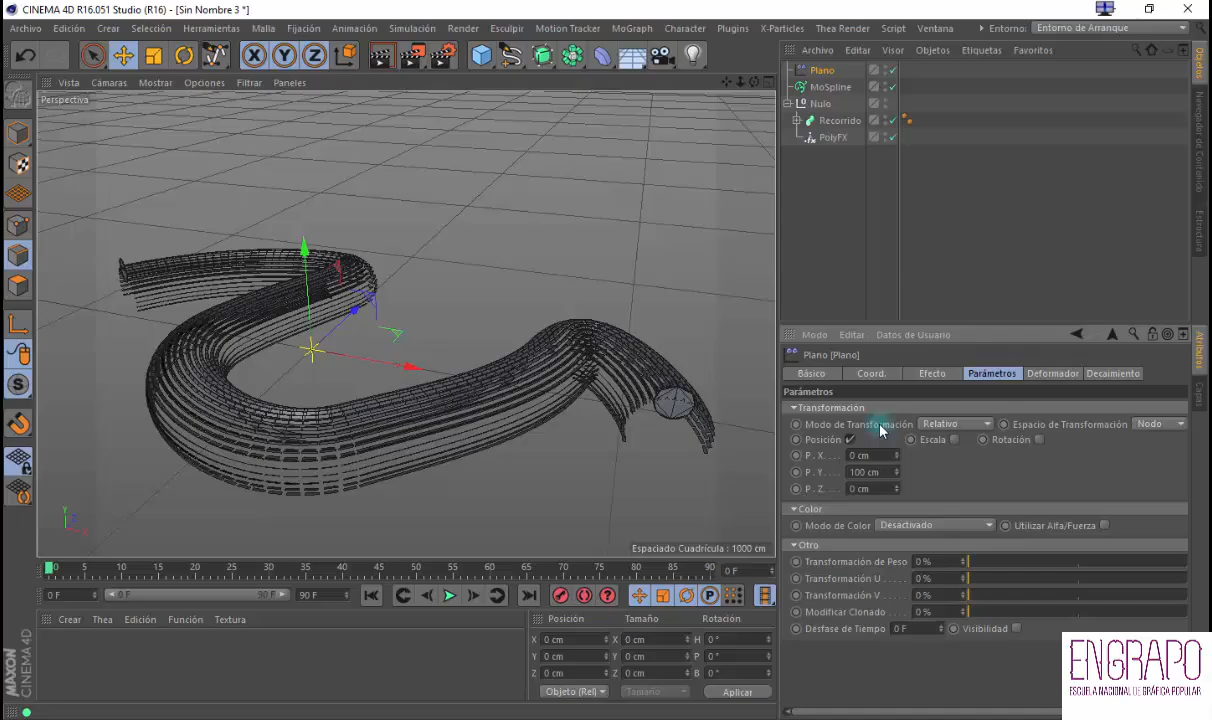 CINEMA 4D R16.051 Studio (R16) - [Sin Nombre 3 *]
Archivo Edición Crear Selección Herramientas Malla Fijación Animación Simulación Render Esculpir Motion Tracker MoGraph Character Plugins X-Particles Thea Render Script Ventana Entorno: Entorno de Arranque
Archivo Editar Visor Objetos Etiquetas Favoritos
Vista Cámaras Mostrar Opciones Filtrar Paneles
Perspectiva
Plano
MoSpline
Nulo
Recorrido
PolyFX
Objetos
Navegador de Contenido
Estructura
Modo Editar Datos de Usuario
Plano [Plano]
Básico Coord. Efecto Parámetros Deformador Decaimiento
Atributos
Capas
Parámetros
Transformación
Modo de Transformación Relativo Espacio de Transformación Nodo
Posición Escala Rotación
P . X . . . . 0 cm
P . Y . . . . 100 cm
P . Z . . . . 0 cm
Color
Modo de Color Desactivado Utilizar Alfa/Fuerza
Otro
Transformación de Peso 0 %
Transformación U . . . . . 0 %
Transformación V . . . . . 0 %
Modificar Clonado . . . . 0 %
Desfase de Tiempo 0 F Visibilidad
Espaciado Cuadrícula : 1000 cm
0 5 10 15 20 25 30 35 40 45 50 55 60 65 70 75 80 85 90 0 F
0 F 0 F 90 F 90 F
Crear Thea Edición Función Textura
Posición Tamaño Rotación
X 0 cm X 0 cm H 0 °
Y 0 cm Y 0 cm P 0 °
Z 0 cm Z 0 cm B 0 °
Objeto (Rel) Tamaño Aplicar
MAXON
CINEMA 4D
ENGRAPO
ESCUELA NACIONAL DE GRÁFICA POPULAR